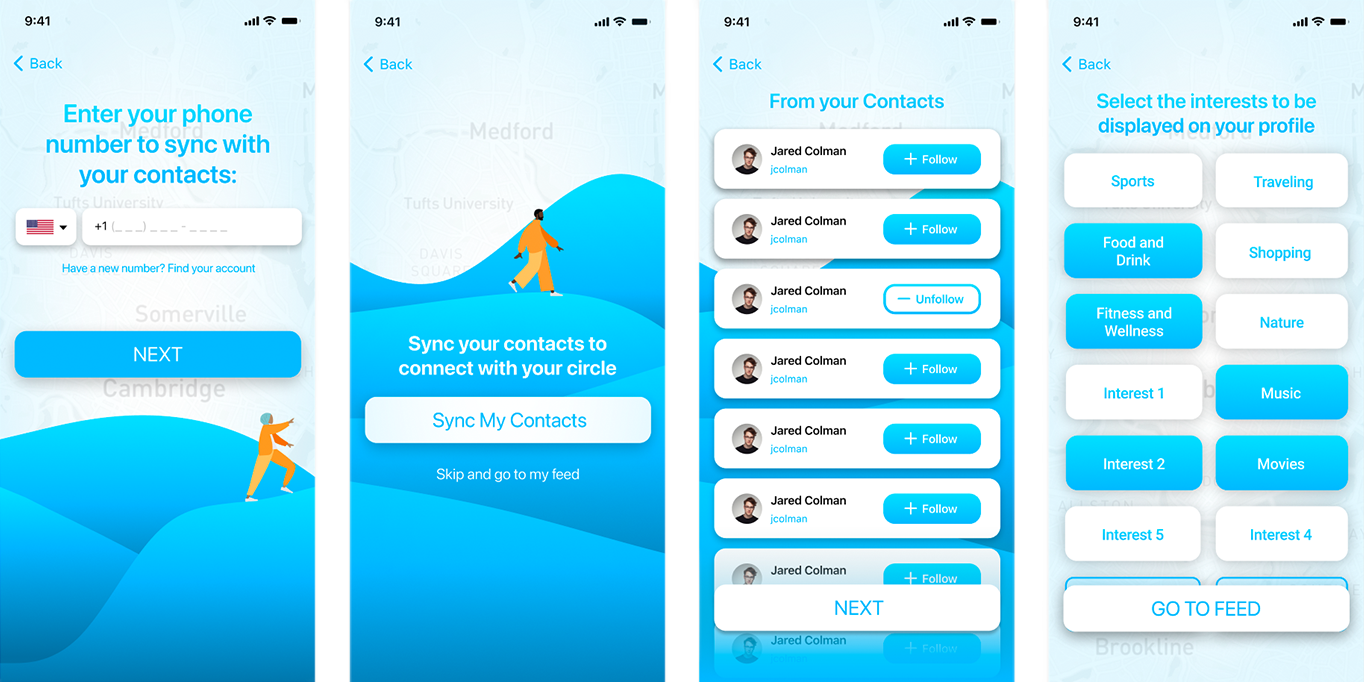 9:41
Back
Enter your phone
number to sync with
your contacts:
Medford
Tufts University
+1 (_ _ _) _ _ _ - _ _ _ _
DAVIS
Have a new number? Find your account
Somerville
NEXT
Cambridge
9:41
Back
Medford
Tufts University
DAVIS
SQUARE
Sync your contacts to
connect with your circle
Sync My Contacts
Skip and go to my feed
9:41
Back
From your Contacts
Medford
Jared Colman
jcolman
+ Follow
Jared Colman
jcolman
+ Follow
Jared Colman
jcolman
— Unfollow
Jared Colman
jcolman
+ Follow
Jared Colman
jcolman
+ Follow
Jared Colman
jcolman
+ Follow
Jared Colman
+ Follow
NEXT
Jared Colman
+ Follow
9:41
Back
Select the interests to be
displayed on your profile
Sports
Traveling
Food and
Drink
Shopping
Fitness and
Wellness
Nature
Interest 1
Music
Interest 2
Movies
Interest 5
Interest 4
GO TO FEED
Brookline